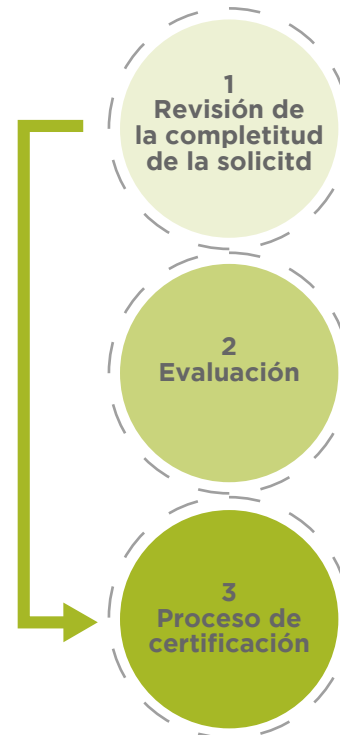 1
Revisión de
la completitud
de la solicitd
2
Evaluación
3
Proceso de
certificación